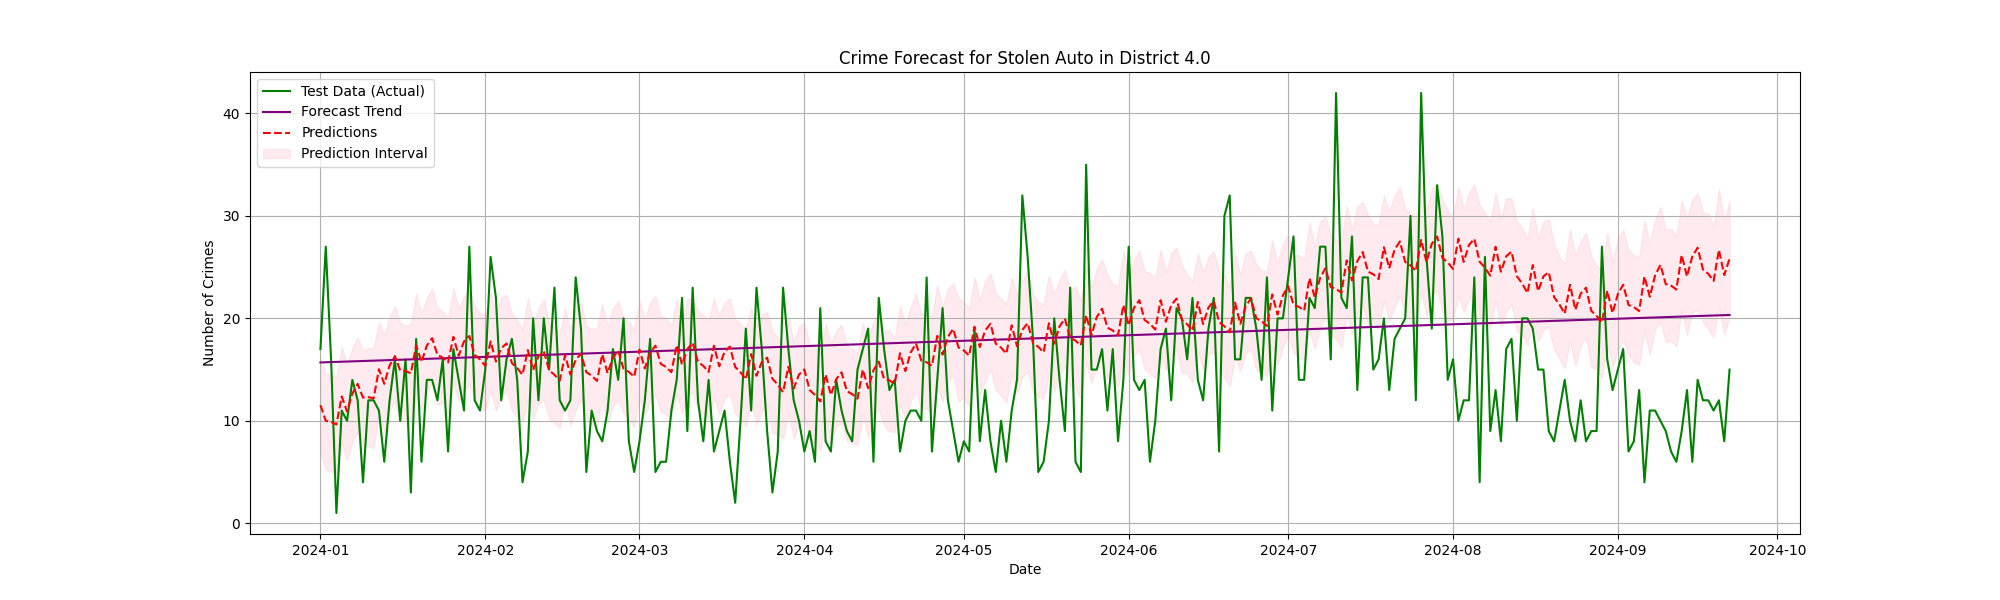 Crime Forecast for Stolen Auto in District 4.0
Test Data (Actual)
Forecast Trend
Predictions
Prediction Interval
Number of Crimes
40
30
20
10
0
2024-01 2024-02 2024-03 2024-04 2024-05 2024-06 2024-07 2024-08 2024-09 2024-10
Date